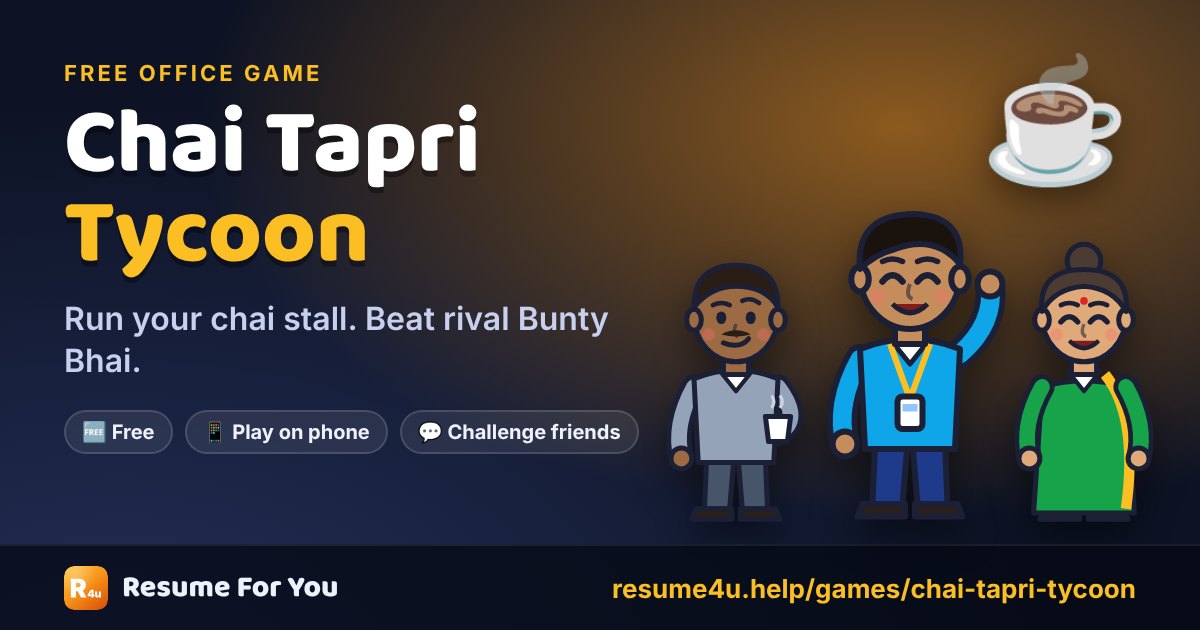 FREE OFFICE GAME
Chai Tapri
Tycoon
Run your chai stall. Beat rival Bunty
Bhai.
FREE Free
Play on phone
Challenge friends
R4u Resume For You
resume4u.help/games/chai-tapri-tycoon